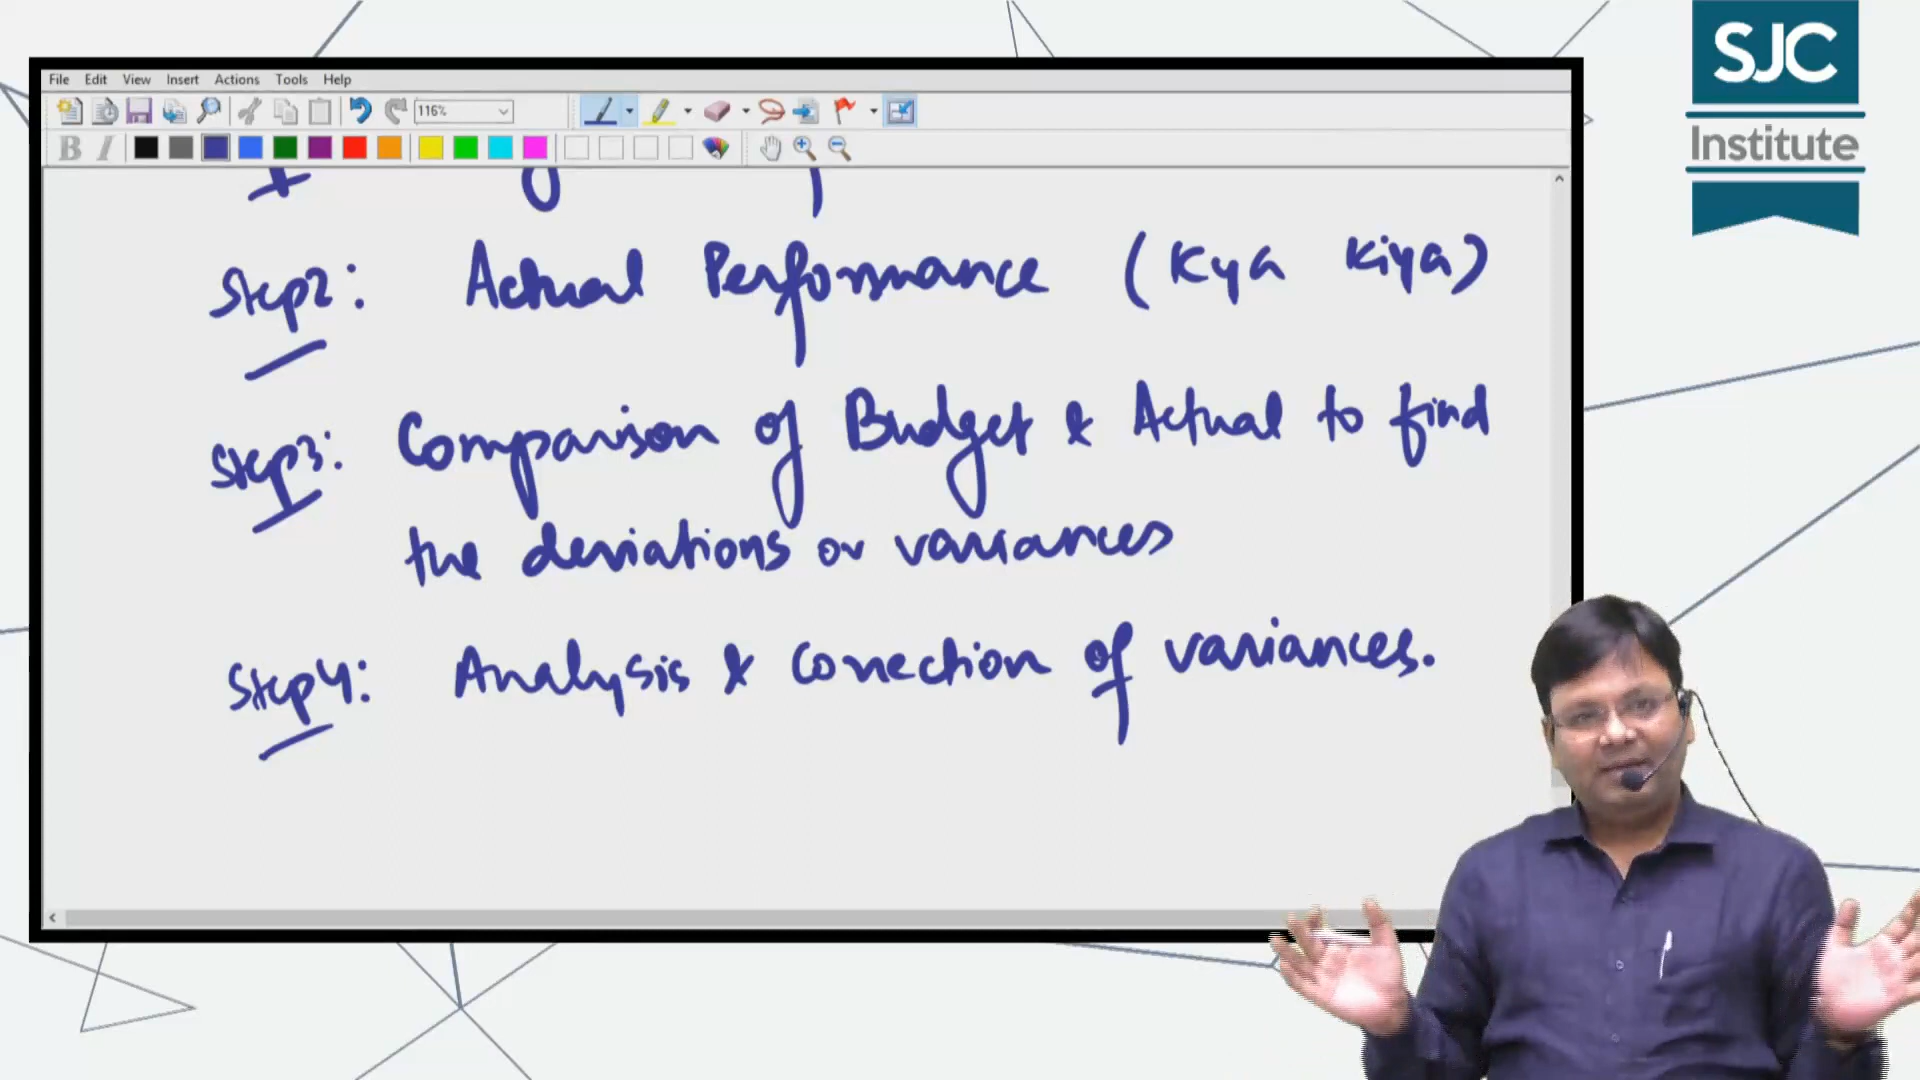 SJC
Institute
File Edit View Insert Actions Tools Help
116%
B I
Step2: Actual Performance (Kya Kiya)
Step3: Comparison of Budget & Actual to find
the deviations or variances
Step4: Analysis & Correction of variances.